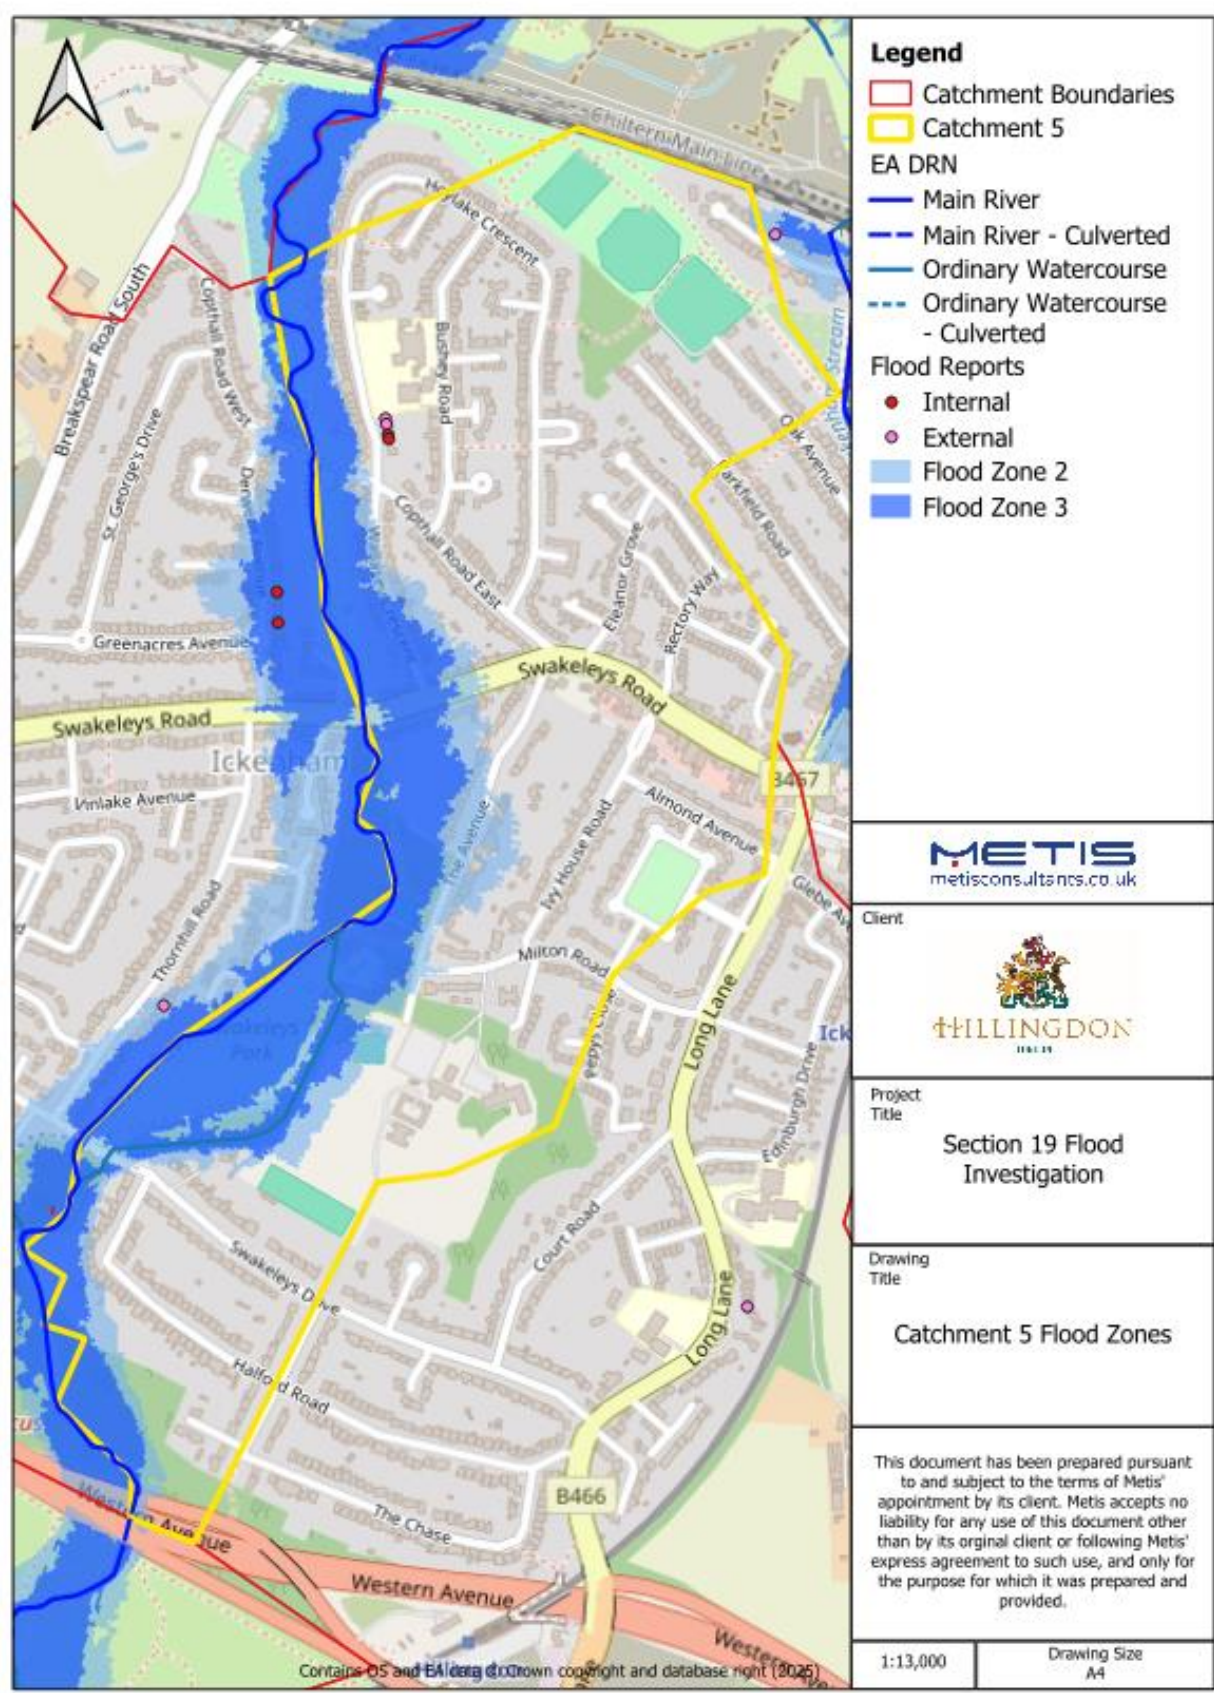 Legend
Catchment Boundaries
Catchment 5
EA DRN
Main River
Main River - Culverted
Ordinary Watercourse
Ordinary Watercourse
- Culverted
Flood Reports
Internal
External
Flood Zone 2
Flood Zone 3
METIS
metisconsultants.co.uk
Client
HILLINGDON
LONDON
Project
Title
Section 19 Flood
Investigation
Drawing
Title
Catchment 5 Flood Zones
This document has been prepared pursuant
to and subject to the terms of Metis'
appointment by its client. Metis accepts no
liability for any use of this document other
than by its orginal client or following Metis'
express agreement to such use, and only for
the purpose for which it was prepared and
provided.
1:13,000
Drawing Size
A4
Chiltern Main Line
Hoylake Crescent
Breakspear Road South
Copthall Road West
Bushey Road
St. George's Drive
Oak Avenue
Parkfield Road
Copthall Road East
Eleanor Grove
Rectory Way
Greenacres Avenue
Swakeleys Road
Swakeleys Road
Ickenham
B467
Vinlake Avenue
Almond Avenue
The Avenue
Ivy House Road
Thornhill Road
Glebe Av
Milton Road
Long Lane
Ick
Park
Pepys Close
Edinburgh Drive
Court Road
Swakeleys Drive
Long Lane
Halford Road
B466
The Chase
Western Avenue
Western Avenue
Contains OS and EA data © Crown copyright and database right (2025)